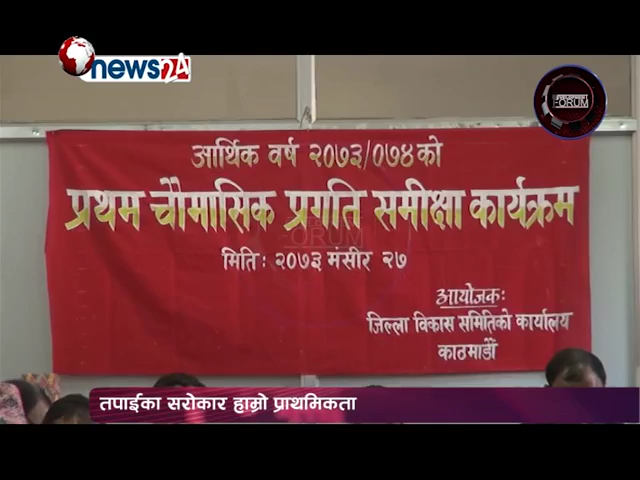 news24
FORUM
आर्थिक वर्ष २०७३/०७४ को
प्रथम चौमासिक प्रगति समीक्षा कार्यक्रम
FORUM
मिति: २०७३ मंसीर २७
आयोजक:
जिल्ला विकास समितिको कार्यालय
काठमाडौं
तपाईका सरोकार हाम्रो प्राथमिकता